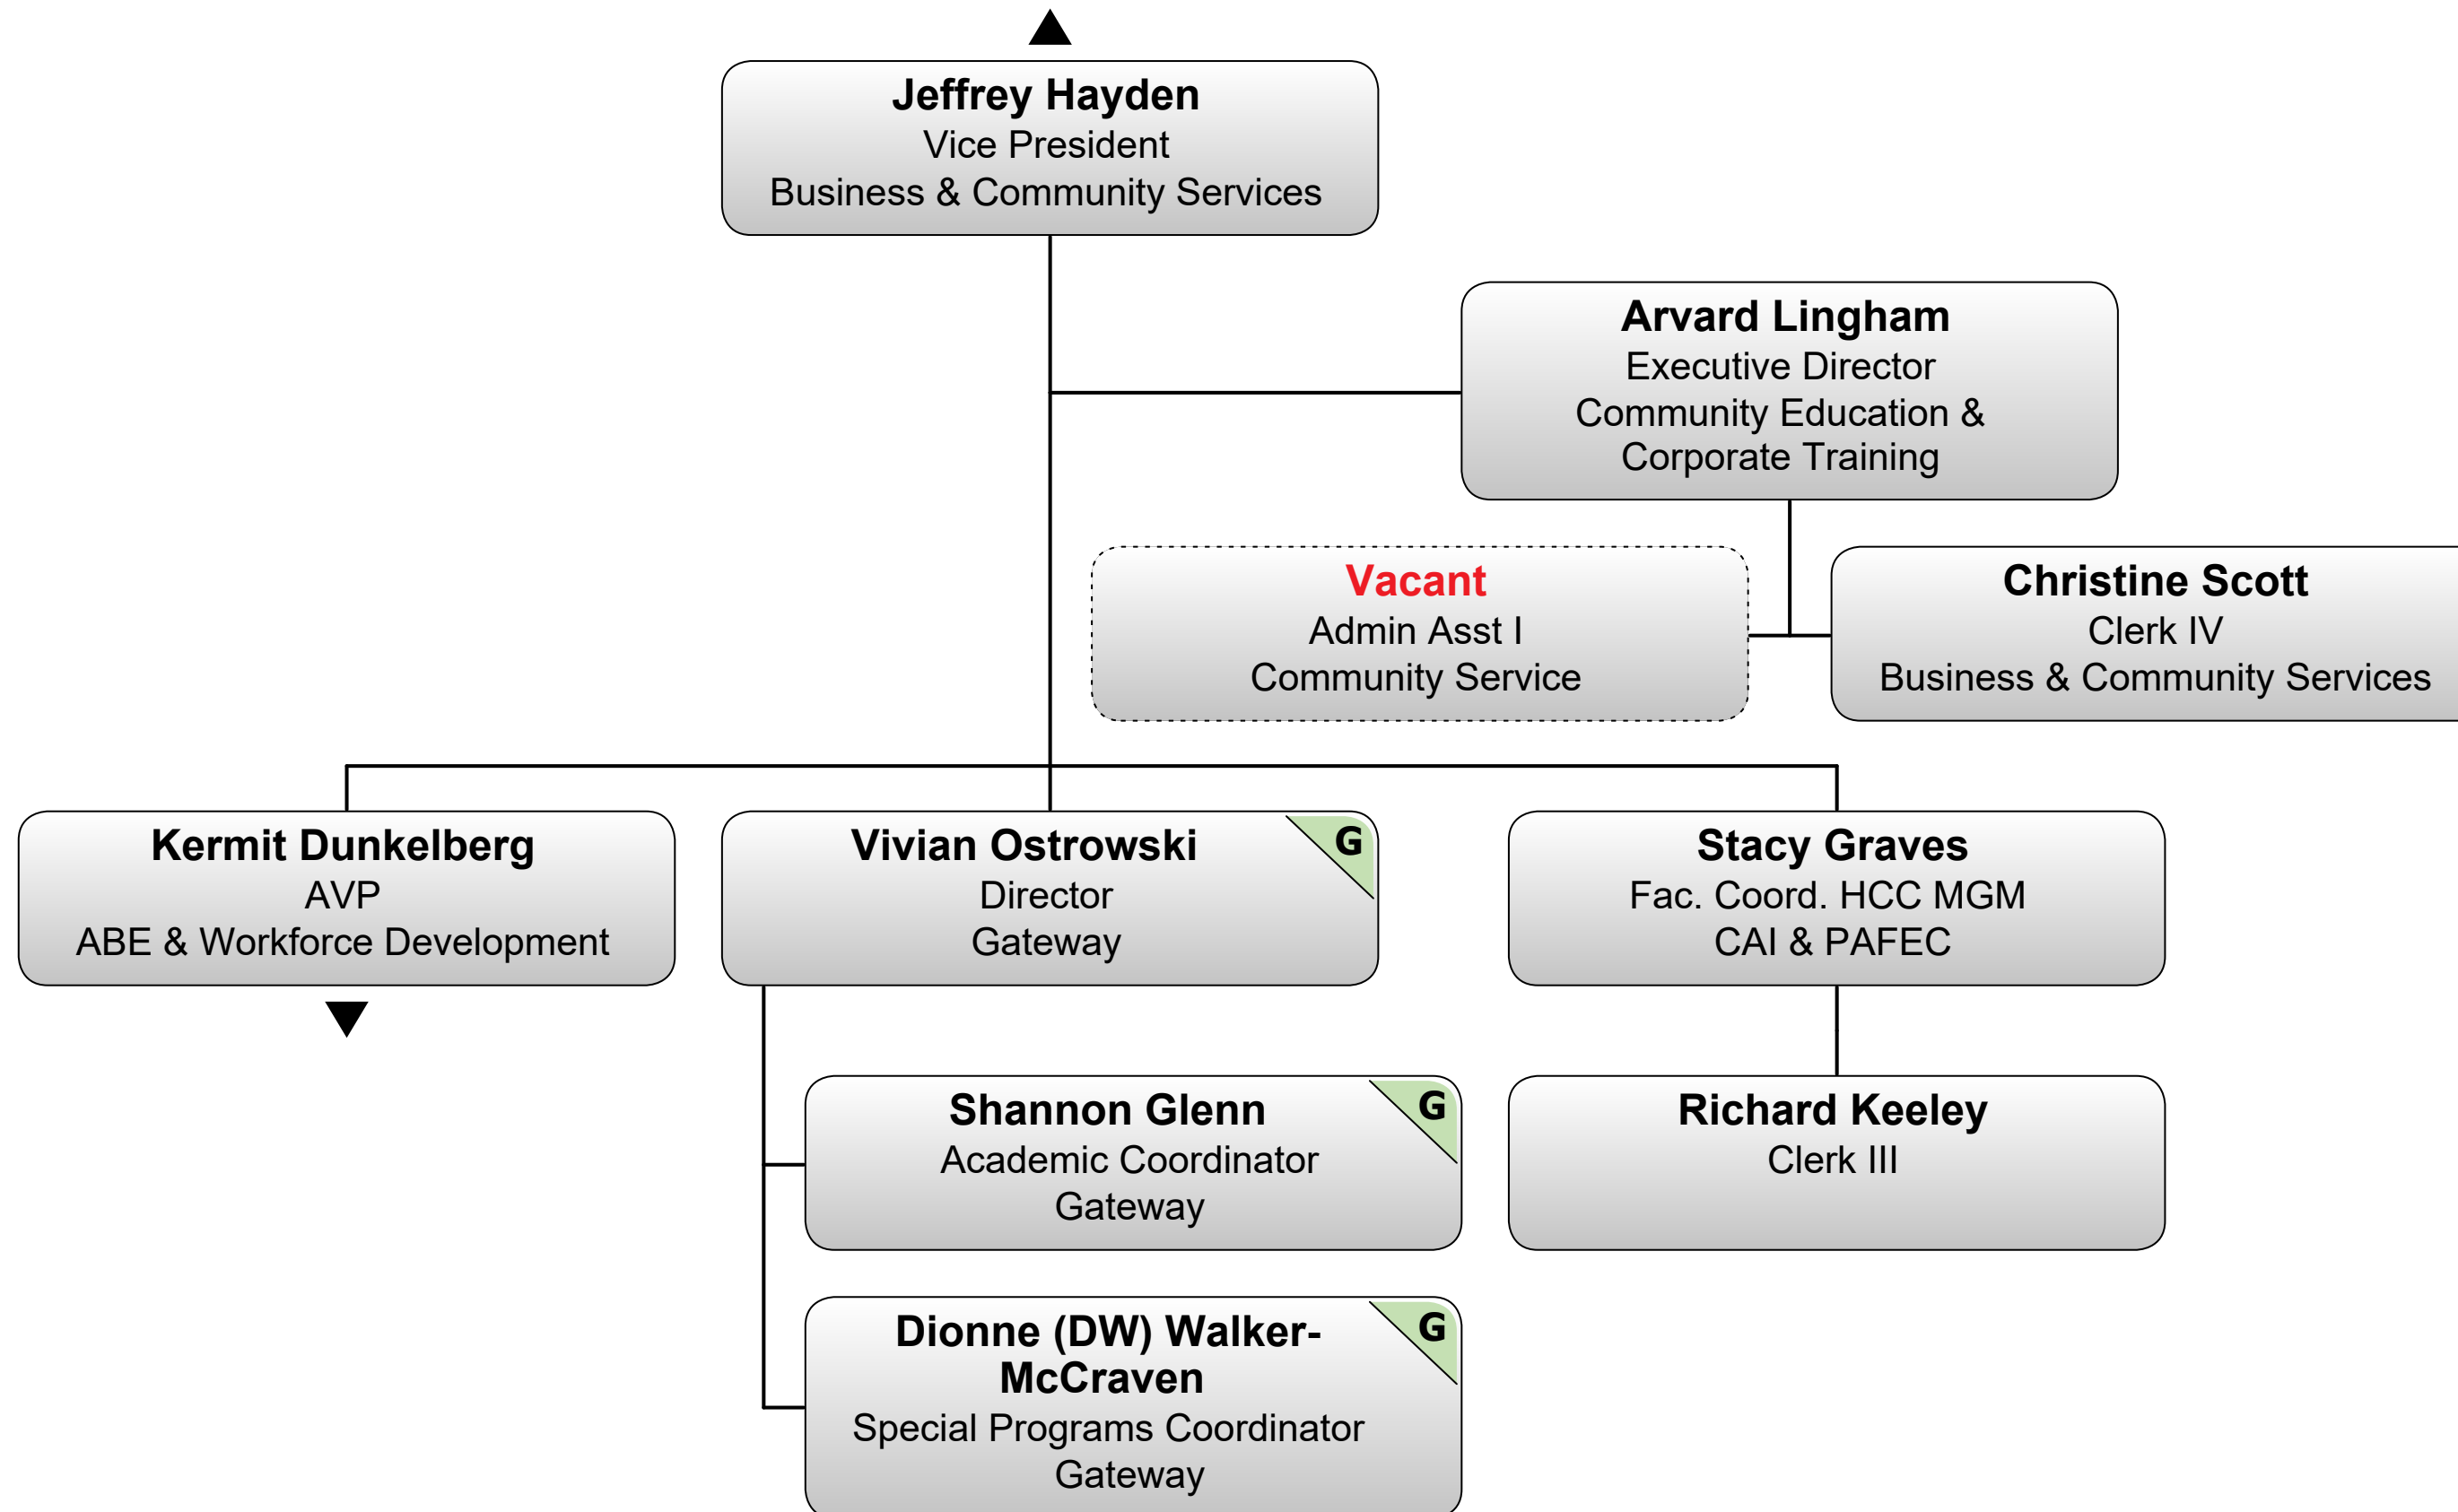 Jeffrey Hayden
Vice President
Business & Community Services
Arvard Lingham
Executive Director
Community Education &
Corporate Training
Vacant
Admin Asst I
Community Service
Christine Scott
Clerk IV
Business & Community Services
Kermit Dunkelberg
AVP
ABE & Workforce Development
Vivian Ostrowski
G
Director
Gateway
Stacy Graves
Fac. Coord. HCC MGM
CAI & PAFEC
Shannon Glenn
G
Academic Coordinator
Gateway
Richard Keeley
Clerk III
Dionne (DW) Walker-
G
McCraven
Special Programs Coordinator
Gateway